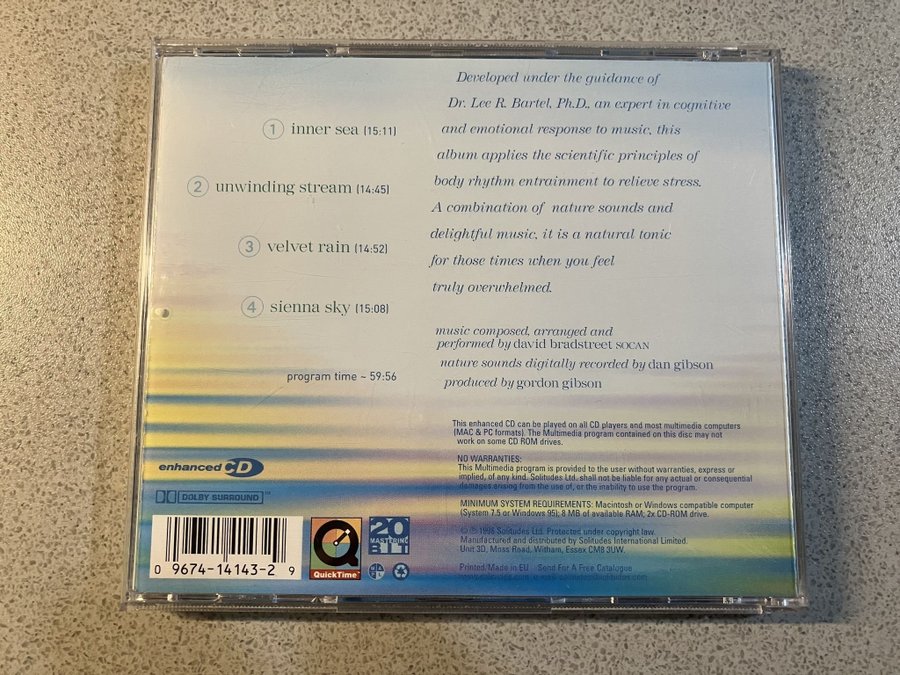 1 inner sea (15:11)
2 unwinding stream (14:45)
3 velvet rain (14:52)
4 sienna sky (15:08)
program time ~ 59:56
Developed under the guidance of
Dr. Lee R. Bartel, Ph.D., an expert in cognitive
and emotional response to music, this
album applies the scientific principles of
body rhythm entrainment to relieve stress.
A combination of nature sounds and
delightful music, it is a natural tonic
for those times when you feel
truly overwhelmed.
music composed, arranged and
performed by david bradstreet SOCAN
nature sounds digitally recorded by dan gibson
produced by gordon gibson
This enhanced CD can be played on all CD players and most multimedia computers
(MAC & PC formats). The Multimedia program contained on this disc may not
work on some CD ROM drives.
NO WARRANTIES:
This Multimedia program is provided to the user without warranties, express or
implied, of any kind. Solitudes Ltd. shall not be liable for any actual or consequential
damages arising from the use of, or the inability to use the program.
MINIMUM SYSTEM REQUIREMENTS: Macintosh or Windows compatible computer
(System 7.5 or Windows 95); 8 MB of available RAM; 2x CD-ROM drive.
© ℗ 1998 Solitudes Ltd. Protected under copyright law.
Manufactured and distributed by Solitudes International Limited.
Unit 3D, Moss Road, Witham, Essex CM8 3UW.
Printed/Made in EU Send For A Free Catalogue
enhanced CD
DOLBY SURROUND™
0 9674-14143-2 9
QuickTime™
20
MASTERING
BIT